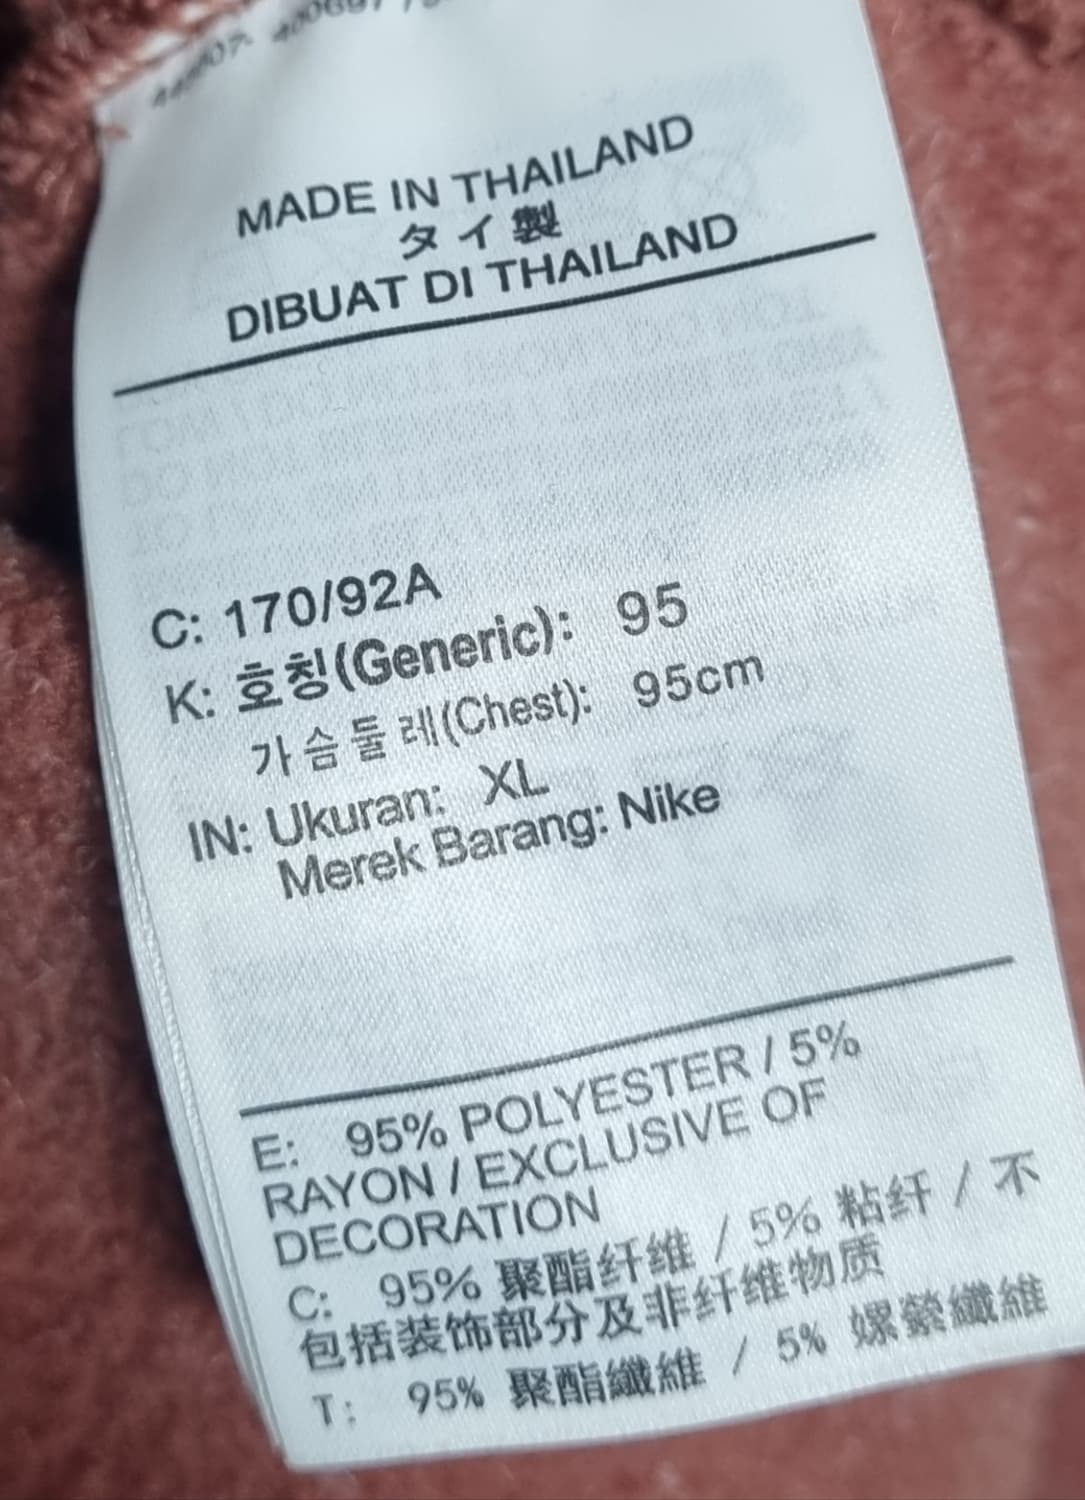 MADE IN THAILAND
タイ製
DIBUAT DI THAILAND
C: 170/92A
K: 호칭(Generic): 95
가슴둘레(Chest): 95cm
IN: Ukuran: XL
Merek Barang: Nike
E: 95% POLYESTER / 5%
RAYON / EXCLUSIVE OF
DECORATION
C: 95% 聚酯纤维 / 5% 粘纤 / 不
包括装饰部分及非纤维物质
T: 95% 聚酯纖維 / 5% 嫘縈纖維